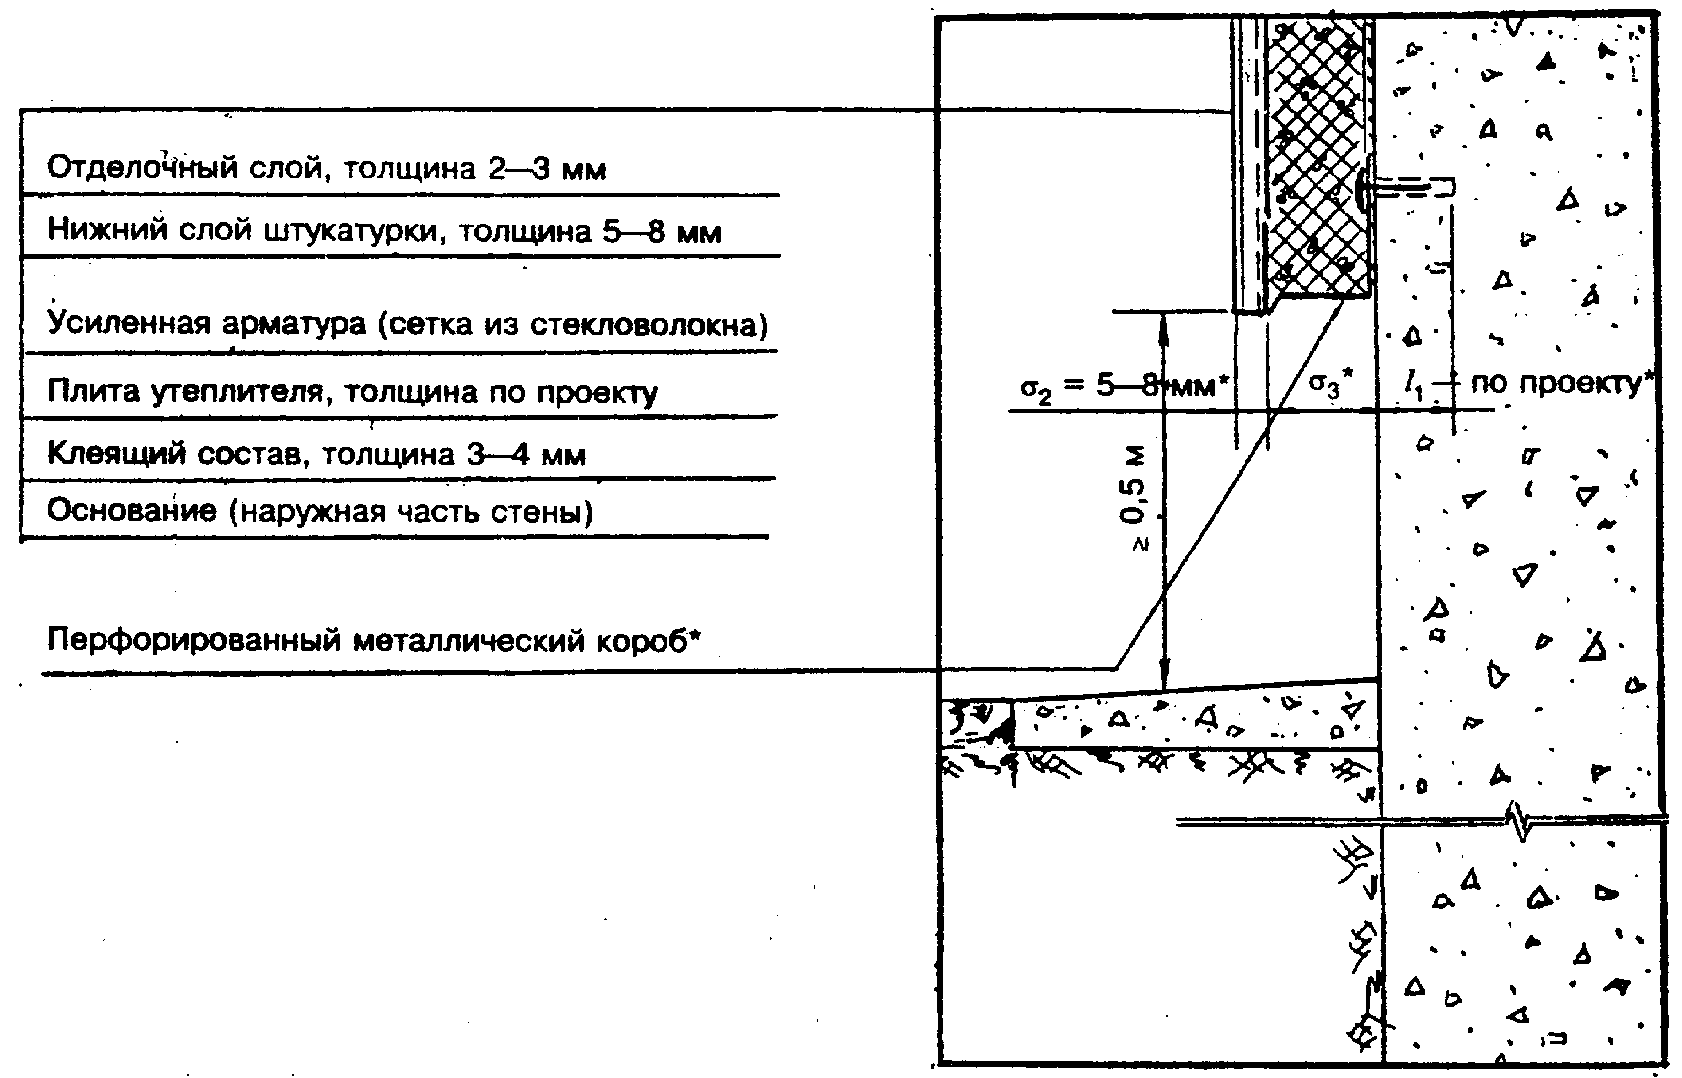 Отделочный слой, толщина 2—3 мм
Нижний слой штукатурки, толщина 5—8 мм
Усиленная арматура (сетка из стекловолокна)
Плита утеплителя, толщина по проекту
Клеящий состав, толщина 3—4 мм
Основание (наружная часть стены)
Перфорированный металлический короб*
σ₂ = 5—8 мм*
σ₃*
l₁ — по проекту*
≥ 0,5 м